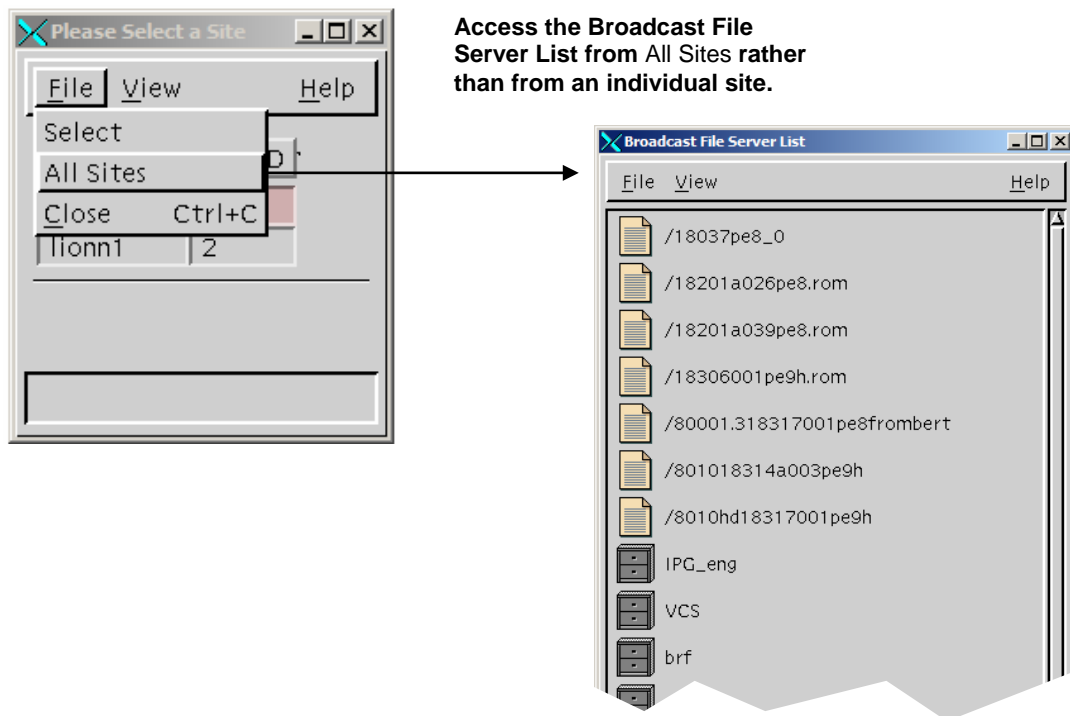 Please Select a Site
File View Help
Select
All Sites
Close Ctrl+C
lionn1 2
Access the Broadcast File
Server List from All Sites rather
than from an individual site.
Broadcast File Server List
File View Help
/18037pe8_0
/18201a026pe8.rom
/18201a039pe8.rom
/18306001pe9h.rom
/80001.318317001pe8frombert
/801018314a003pe9h
/8010hd18317001pe9h
IPG_eng
VCS
brf